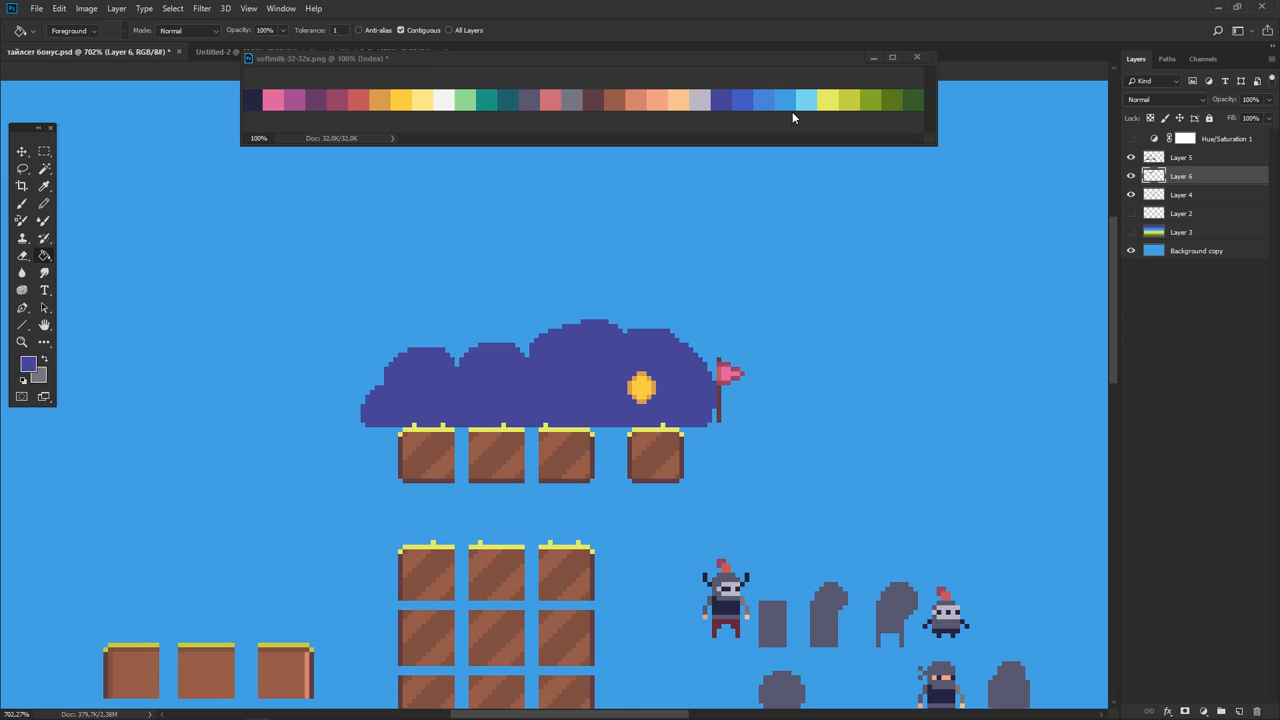 File Edit Image Layer Type Select Filter 3D View Window Help
Foreground Mode: Normal Opacity: 100% Tolerance: 1 Anti-alias Contiguous All Layers
тайлсет бонус.psd @ 702% (Layer 6, RGB/8#) * × Untitled-2 @
softmilk-32-32x.png @ 100% (Index) *
100% Doc: 32,0K/32,0K
Layers Paths Channels
Kind
Normal Opacity: 100%
Lock: Fill: 100%
Hue/Saturation 1
Layer 5
Layer 6
Layer 4
Layer 2
Layer 3
Background copy
702,27% Doc: 379,7K/2,38M